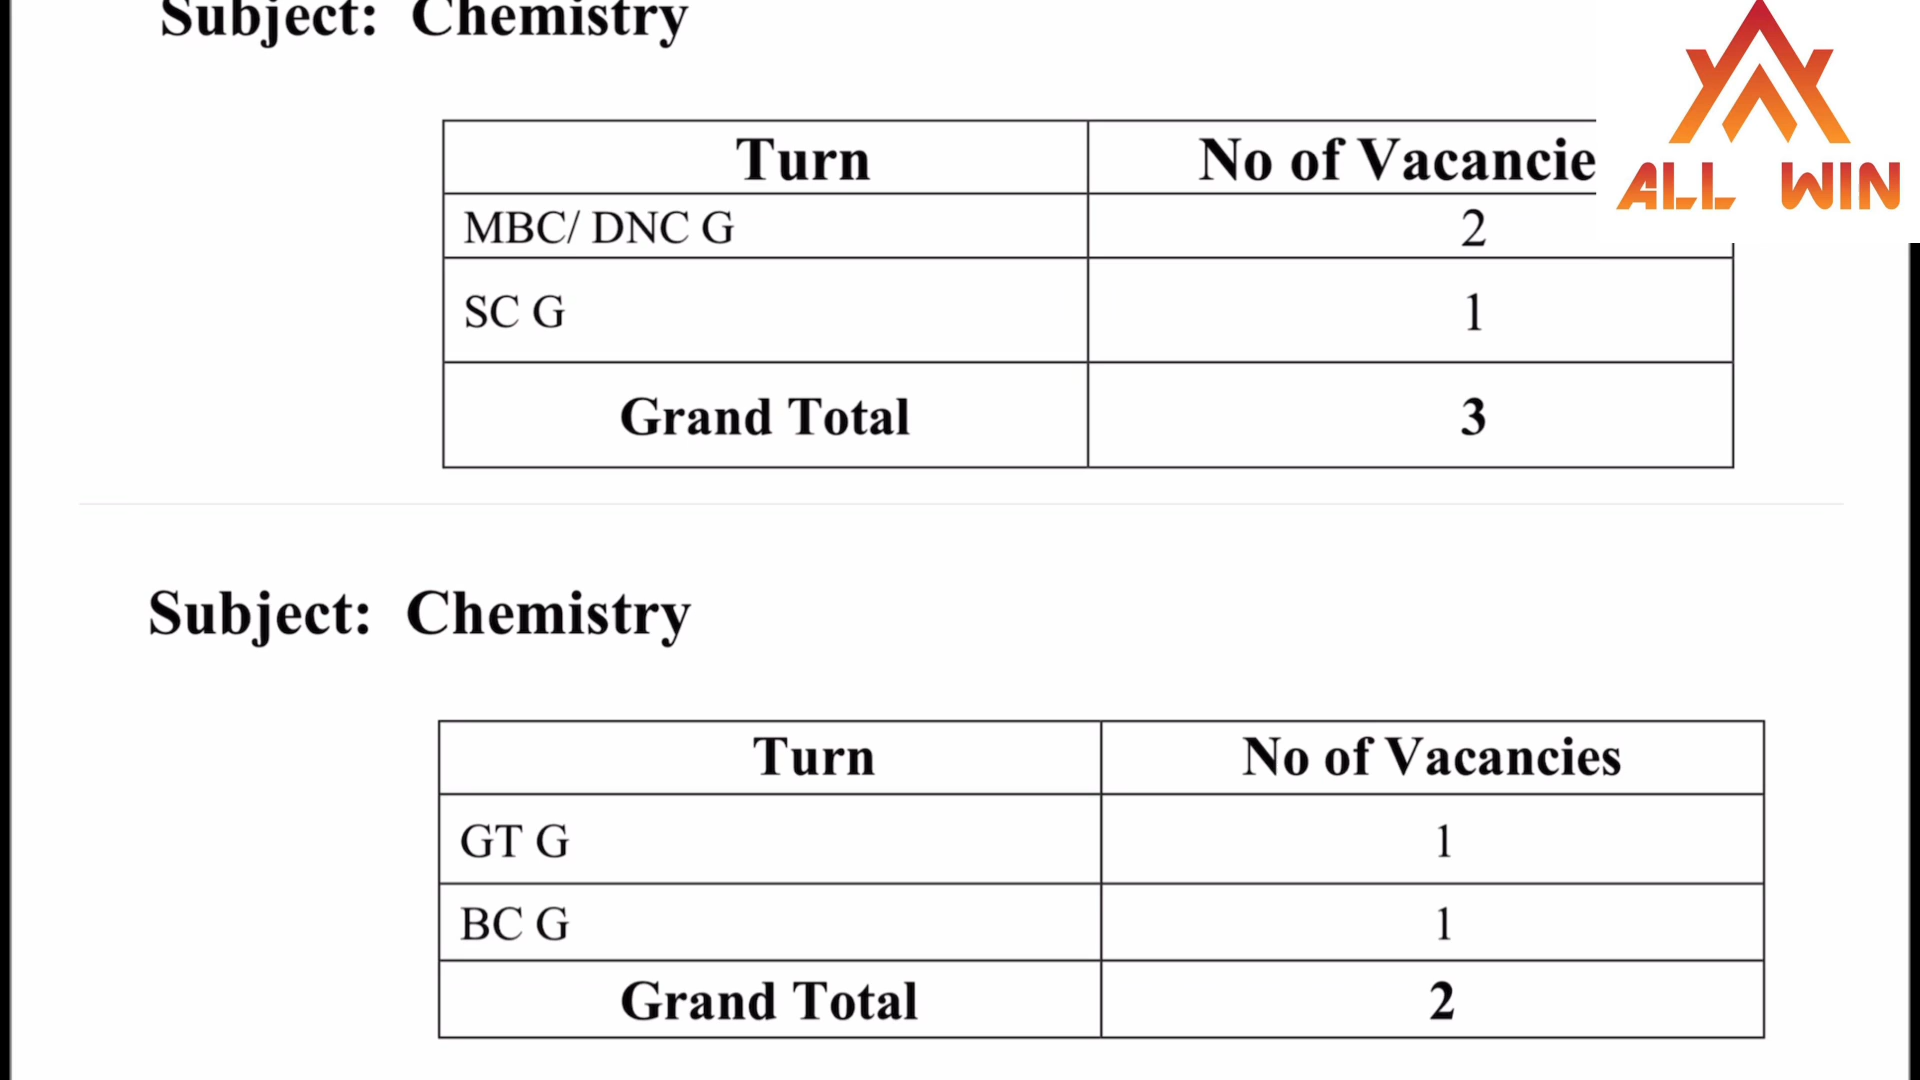 Subject: Chemistry
Turn No of Vacancie
MBC/ DNC G 2
SC G 1
Grand Total 3
ALL WIN
Subject: Chemistry
Turn No of Vacancies
GT G 1
BC G 1
Grand Total 2